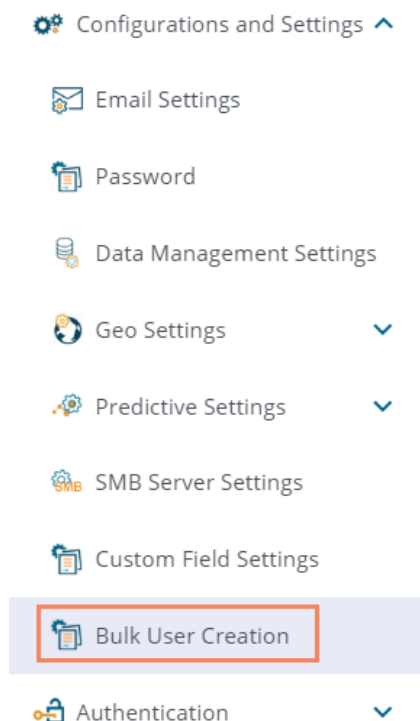 Configurations and Settings
Email Settings
Password
Data Management Settings
Geo Settings
Predictive Settings
SMB SMB Server Settings
Custom Field Settings
Bulk User Creation
Authentication